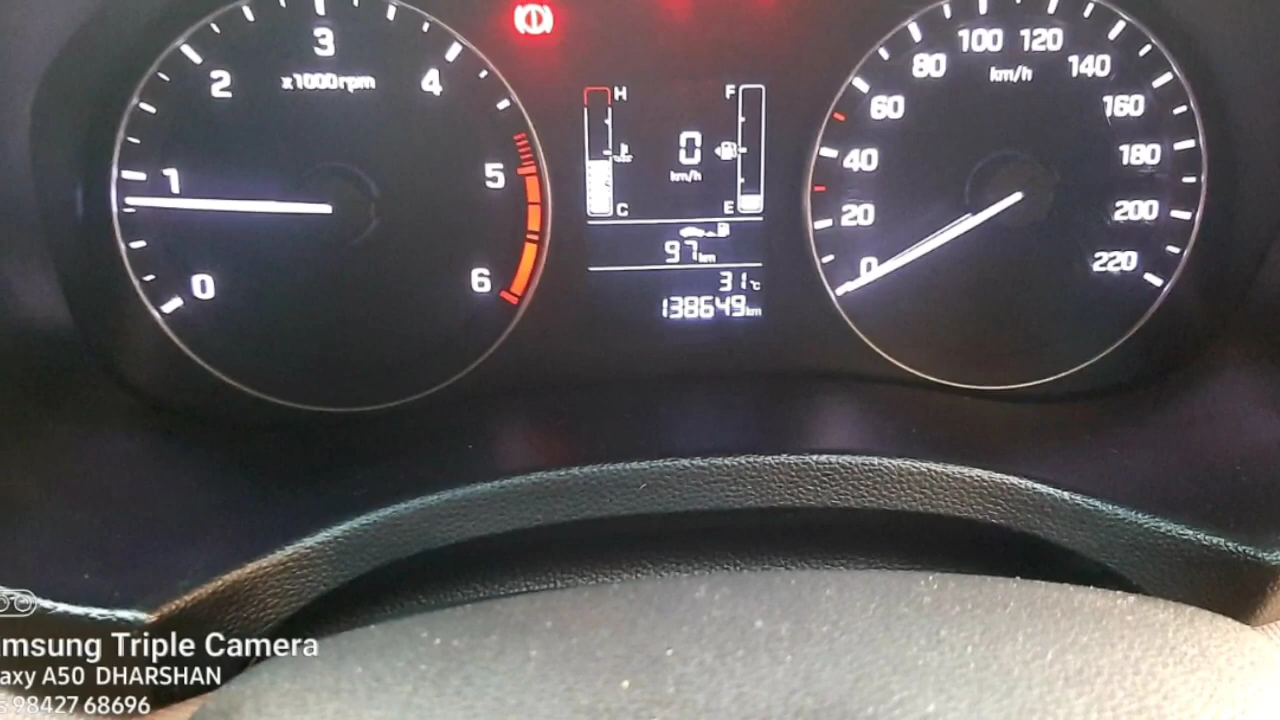 0
1
2
3
4
5
6
x1000rpm
H
C
0
km/h
F
E
97km
31°C
138649km
0
20
40
60
80
100
120
140
160
180
200
220
km/h
msung Triple Camera
axy A50 DHARSHAN
98427 68696